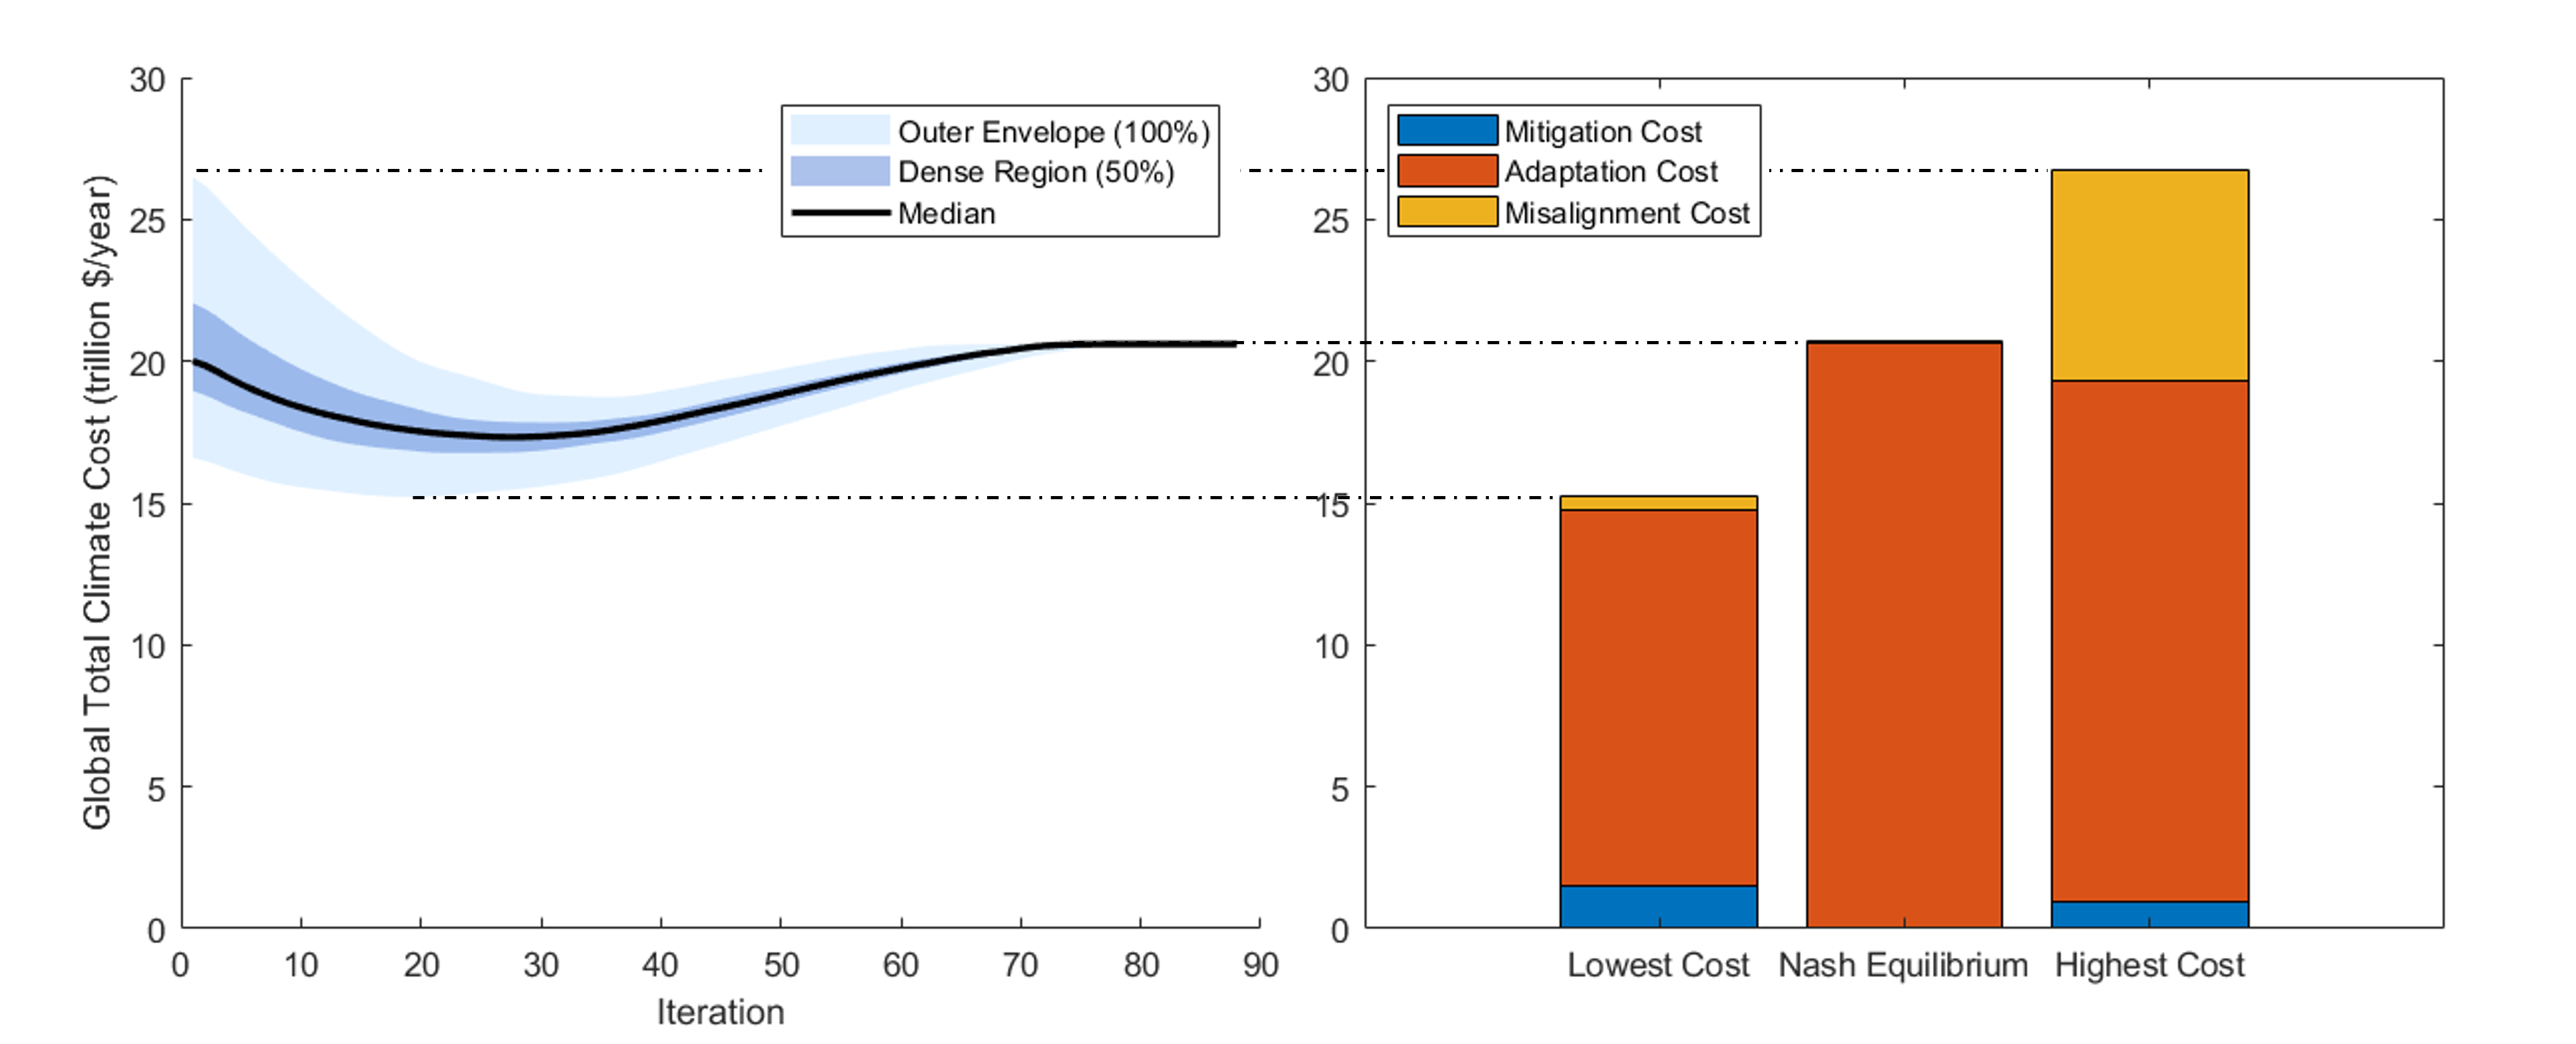 Global Total Climate Cost (trillion $/year)
30
25
20
15
10
5
0
Outer Envelope (100%)
Dense Region (50%)
Median
0 10 20 30 40 50 60 70 80 90
Iteration
30
25
20
15
10
5
0
Mitigation Cost
Adaptation Cost
Misalignment Cost
Lowest Cost Nash Equilibrium Highest Cost